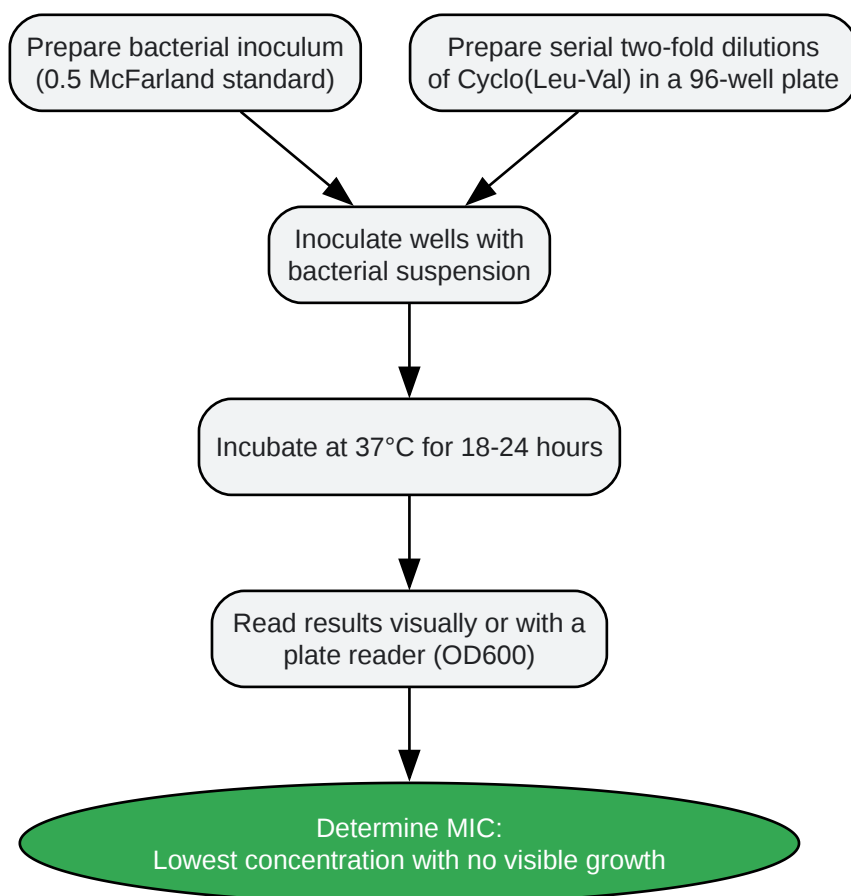 Prepare bacterial inoculum
(0.5 McFarland standard)
Prepare serial two-fold dilutions
of Cyclo(Leu-Val) in a 96-well plate
Inoculate wells with
bacterial suspension
Incubate at 37°C for 18-24 hours
Read results visually or with a
plate reader (OD600)
Determine MIC:
Lowest concentration with no visible growth